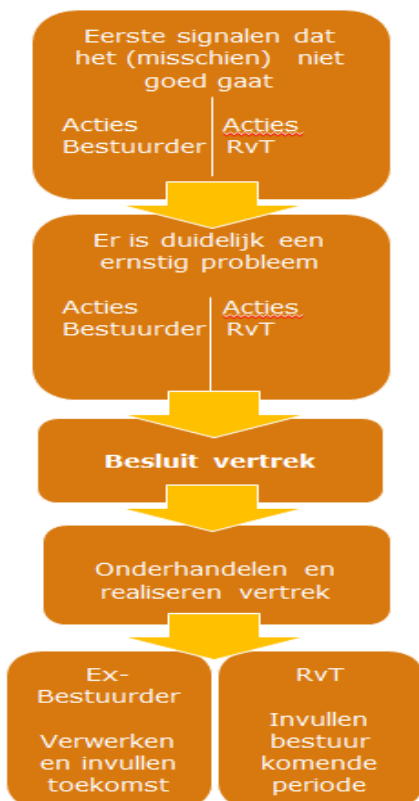 Eerste signalen dat
het (misschien) niet
goed gaat
Acties
Bestuurder
Acties
RvT
Er is duidelijk een
ernstig probleem
Acties
Bestuurder
Acties
RvT
Besluit vertrek
Onderhandelen en
realiseren vertrek
Ex-
Bestuurder
Verwerken
en invullen
toekomst
RvT
Invullen
bestuur
komende
periode